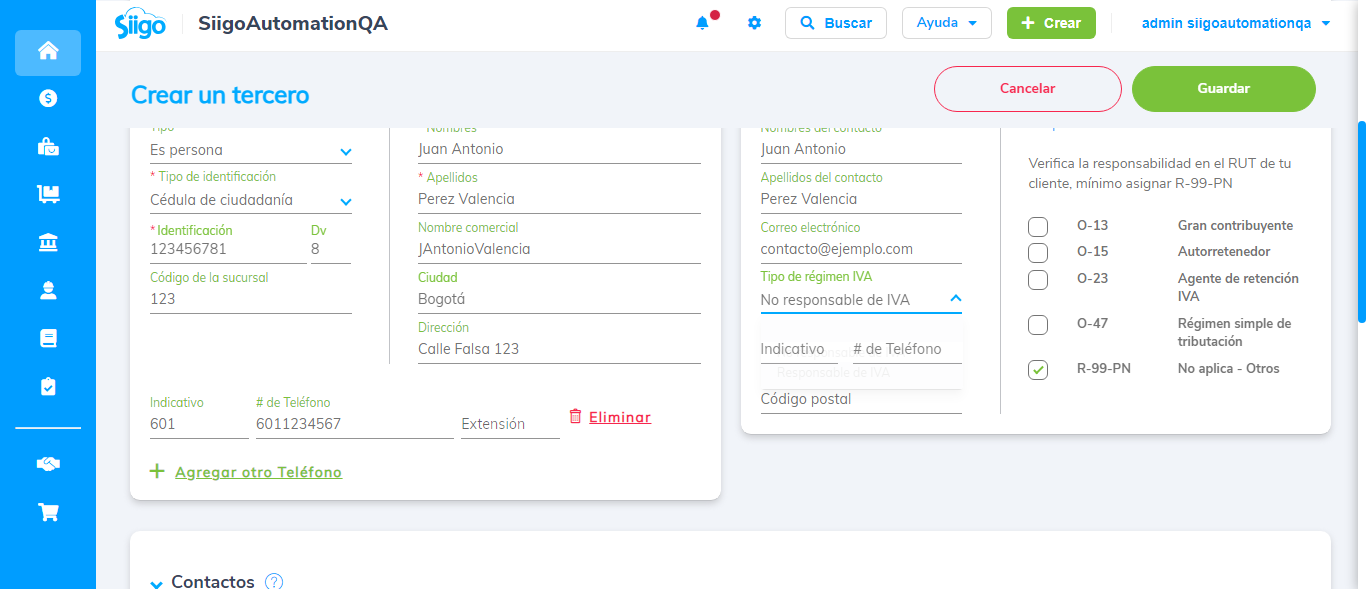 Siigo
SiigoAutomationQA
Buscar
Ayuda
Crear
admin siigoautomationqa
Crear un tercero
Cancelar
Guardar
Tipo
Es persona
* Tipo de identificación
Cédula de ciudadanía
*Identificación
Dv
123456781
8
Código de la sucursal
123
Nombres
Juan Antonio
* Apellidos
Perez Valencia
Nombre comercial
JAntonioValencia
Ciudad
Bogotá
Dirección
Calle Falsa 123
Indicativo
# de Teléfono
601
6011234567
Extensión
Eliminar
Agregar otro Teléfono
Nombres del contacto
Juan Antonio
Apellidos del contacto
Perez Valencia
Correo electrónico
contacto@ejemplo.com
Tipo de régimen IVA
No responsable de IVA
Indicativo
# de Teléfono
Responsable de IVA
Código postal
Verifica la responsabilidad en el RUT de tu
cliente, mínimo asignar R-99-PN
O-13
Gran contribuyente
O-15
Autorretenedor
O-23
Agente de retención
IVA
O-47
Régimen simple de
tributación
R-99-PN
No aplica - Otros
Contactos
?